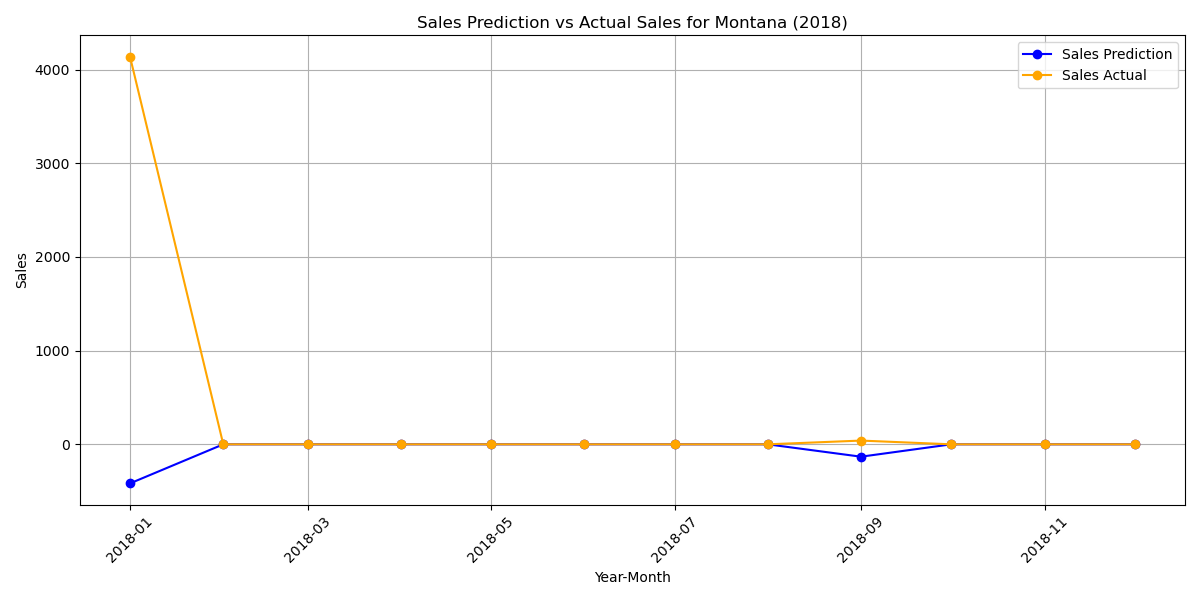 Sales Prediction vs Actual Sales for Montana (2018)
Sales Prediction
Sales Actual
4000
3000
2000
1000
0
Sales
2018-01
2018-03
2018-05
2018-07
2018-09
2018-11
Year-Month